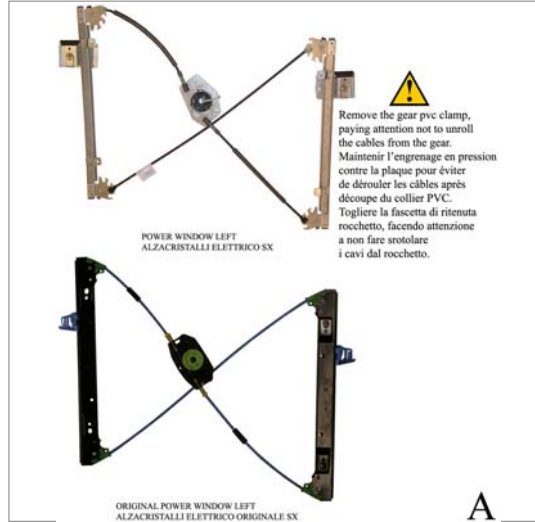 Remove the gear pvc clamp,
paying attention not to unroll
the cables from the gear.
Maintenir l'engrenage en pression
contre la plaque pour éviter
de dérouler les câbles après
découpe du collier PVC.
Togliere la fascetta di ritenuta
rocchetto, facendo attenzione
a non fare srotolare
i cavi dal rocchetto.
POWER WINDOW LEFT
ALZACRISTALLI ELETTRICO SX
ORIGINAL POWER WINDOW LEFT
ALZACRISTALLI ELETTRICO ORIGINALE SX
A